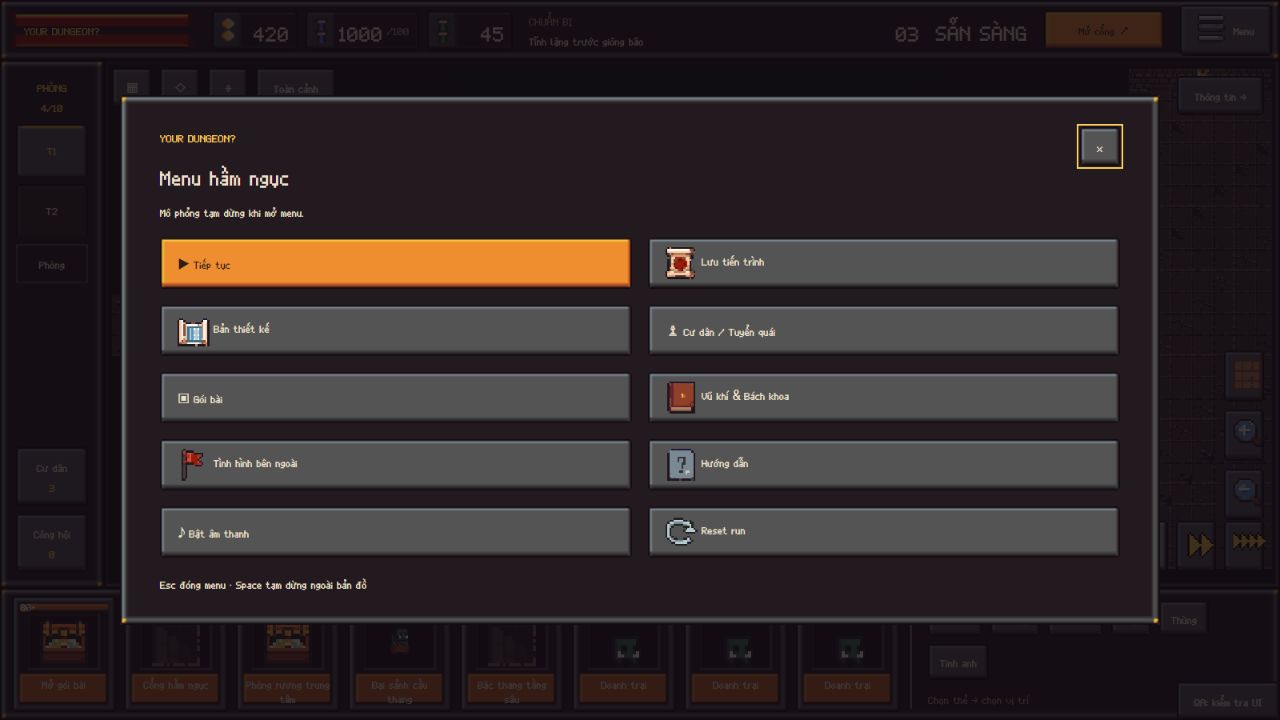 YOUR DUNGEON?
420
1000 /100
45
CHUẨN BỊ
Tĩnh lặng trước giông bão
03 SẴN SÀNG
Mở cổng ↗
Menu
PHÒNG
4/10
T1
T2
Phòng
Toàn cảnh
Thông tin →
YOUR DUNGEON?
×
Menu hầm ngục
Mô phỏng tạm dừng khi mở menu.
▶ Tiếp tục
Lưu tiến trình
Bản thiết kế
Cư dân / Tuyển quái
Gói bài
Vũ khí & Bách khoa
Tình hình bên ngoài
Hướng dẫn
♪ Bật âm thanh
Reset run
Esc đóng menu · Space tạm dừng ngoài bản đồ
Cư dân
3
Công hội
0
Mở gói bài
Cổng hầm ngục
Phòng rương trung tâm
Đại sảnh cầu thang
Bậc thang tầng sâu
Doanh trại
Doanh trại
Doanh trại
Thùng
Tinh anh
Chọn thẻ → chọn vị trí
QA: kiểm tra UI